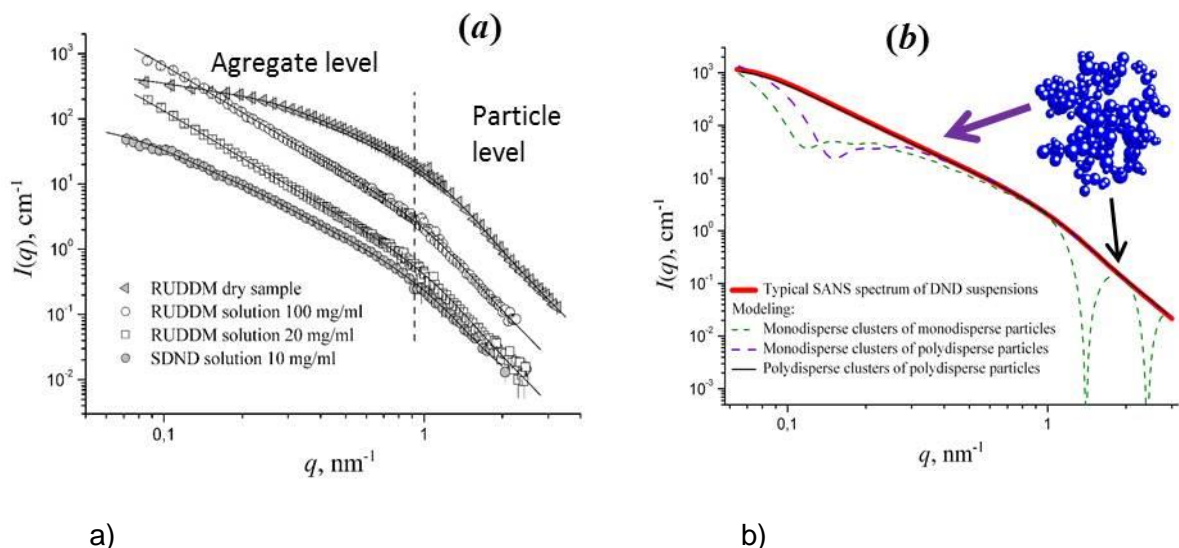 (a)
Agregate level
Particle
level
I(q), cm⁻¹
10³
10²
10¹
10⁰
10⁻¹
10⁻²
RUDDM dry sample
RUDDM solution 100 mg/ml
RUDDM solution 20 mg/ml
SDND solution 10 mg/ml
0,1
1
q, nm⁻¹
(b)
I(q), cm⁻¹
10³
10²
10¹
10⁰
10⁻¹
10⁻²
10⁻³
Typical SANS spectrum of DND suspensions
Modeling:
Monodisperse clusters of monodisperse particles
Monodisperse clusters of polydisperse particles
Polydisperse clusters of polydisperse particles
0,1
1
q, nm⁻¹
a)
b)